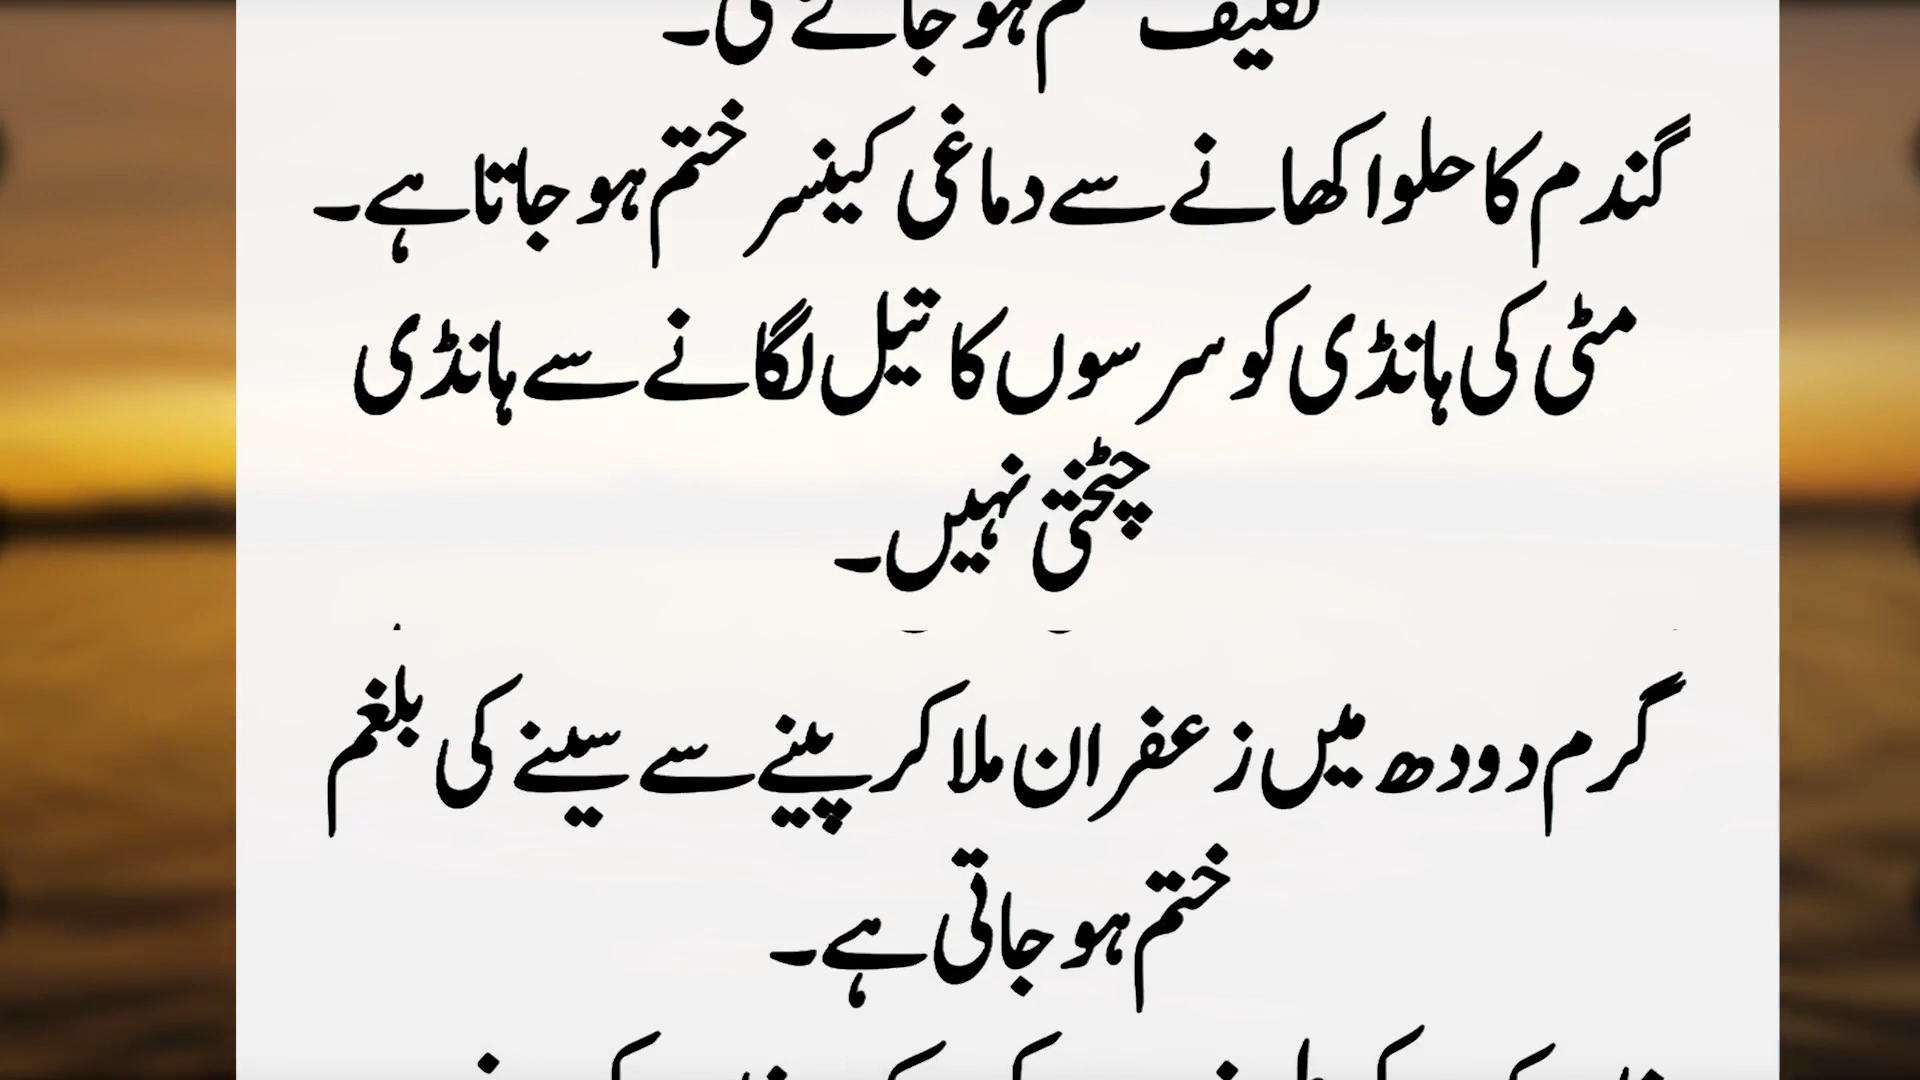 تکلیف ختم ہو جائے گی۔
گندم کا حلوا کھانے سے دماغی کینسر ختم ہو جاتا ہے۔
مٹی کی ہانڈی کو سرسوں کا تیل لگانے سے ہانڈی
چٹختی نہیں۔
گرم دودھ میں زعفران ملا کر پینے سے سینے کی بلغم
ختم ہو جاتی ہے۔